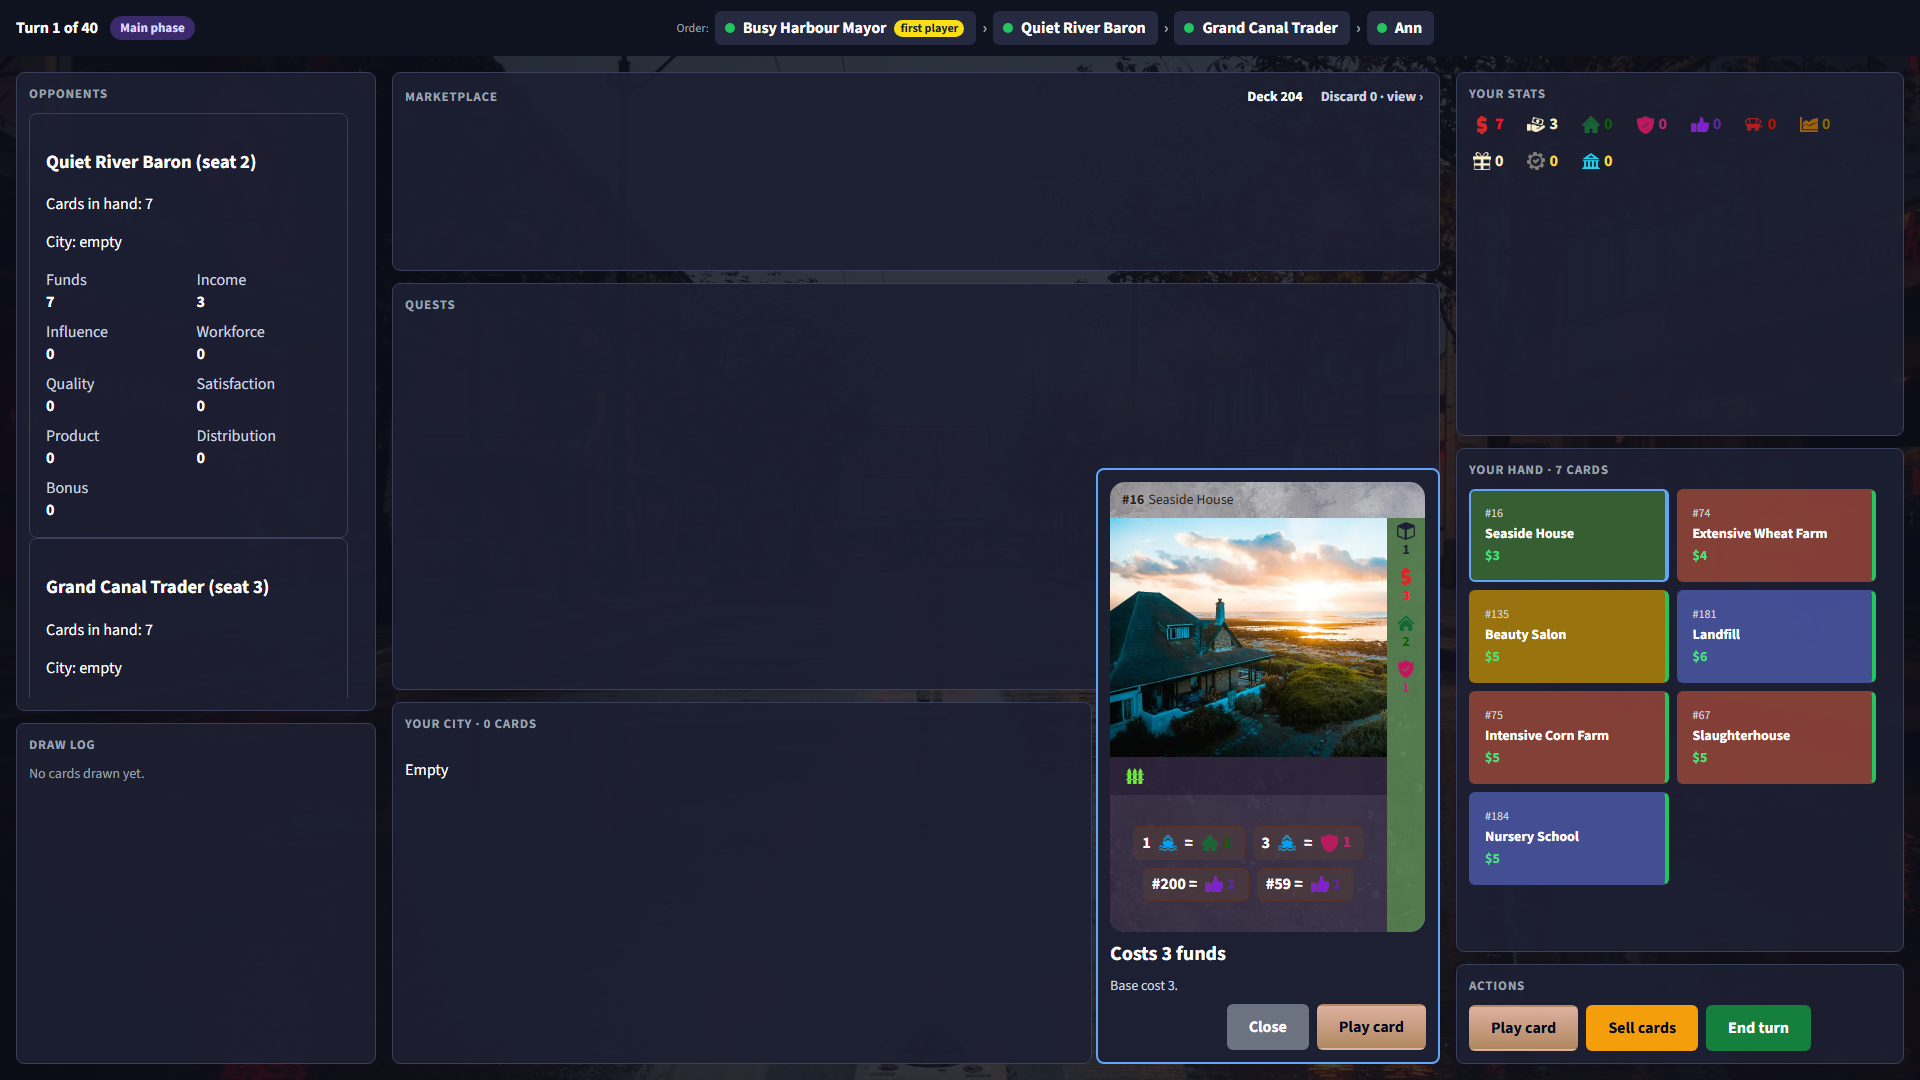 Turn 1 of 40 Main phase
Order: Busy Harbour Mayor first player › Quiet River Baron › Grand Canal Trader › Ann
OPPONENTS
Quiet River Baron (seat 2)
Cards in hand: 7
City: empty
Funds Income
7 3
Influence Workforce
0 0
Quality Satisfaction
0 0
Product Distribution
0 0
Bonus
0
Grand Canal Trader (seat 3)
Cards in hand: 7
City: empty
DRAW LOG
No cards drawn yet.
MARKETPLACE Deck 204 Discard 0 · view ›
QUESTS
YOUR CITY · 0 CARDS
Empty
#16 Seaside House
1
3
2
1
1 = 1 3 = 1
#200 = 1 #59 = 1
Costs 3 funds
Base cost 3.
Close Play card
YOUR STATS
$ 7 3 0 0 0 0 0
0 0 0
YOUR HAND · 7 CARDS
#16
Seaside House
$3
#74
Extensive Wheat Farm
$4
#135
Beauty Salon
$5
#181
Landfill
$6
#75
Intensive Corn Farm
$5
#67
Slaughterhouse
$5
#184
Nursery School
$5
ACTIONS
Play card Sell cards End turn